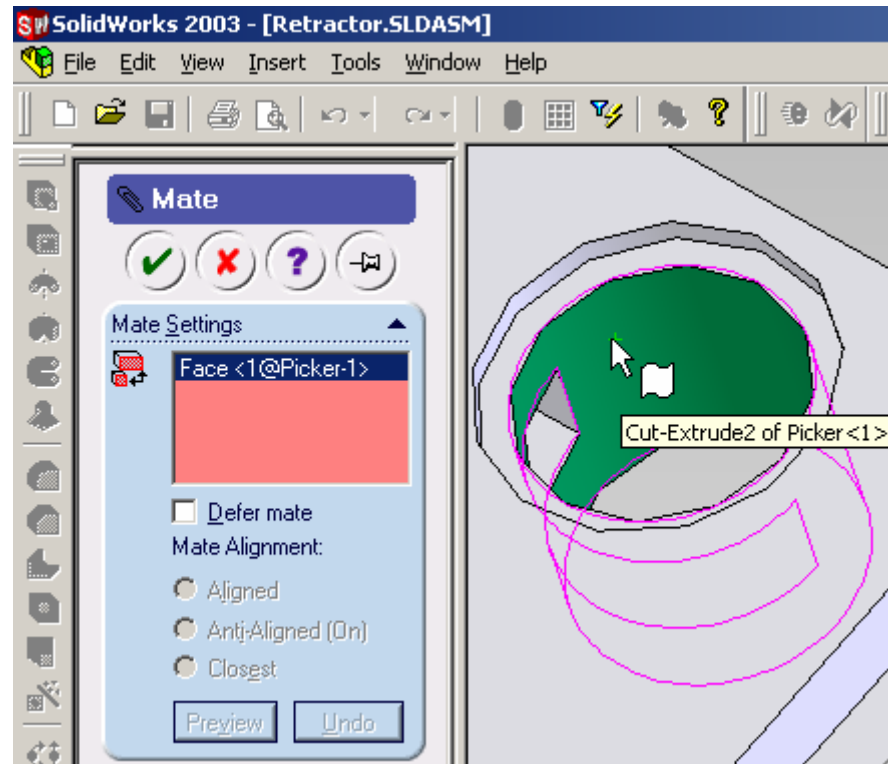 SolidWorks 2003 - [Retractor.SLDASM]
File Edit View Insert Tools Window Help
Mate
Mate Settings
Face <1@Picker-1>
Cut-Extrude2 of Picker<1>
Defer mate
Mate Alignment:
Aligned
Anti-Aligned (On)
Closest
Preview Undo